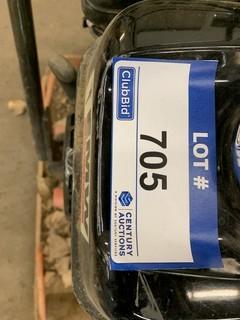 LOT #
705
ClubBid
CENTURY
AUCTIONS